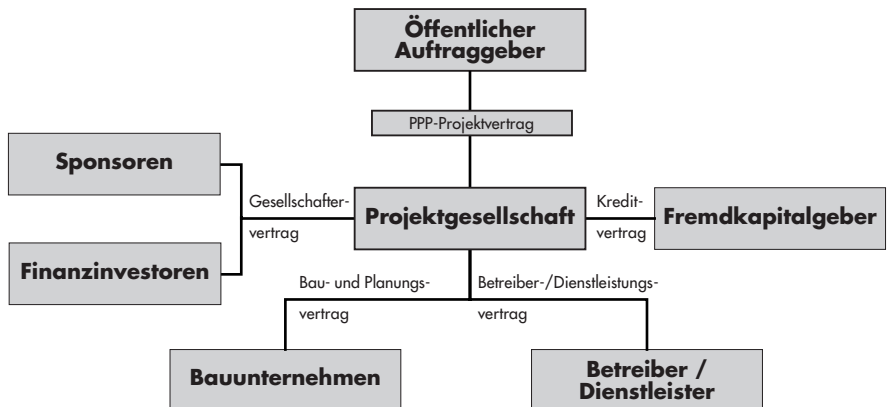 Öffentlicher
Auftraggeber
PPP-Projektvertrag
Sponsoren
Gesellschafter-
vertrag
Projektgesellschaft
Kredit-
vertrag
Fremdkapitalgeber
Finanzinvestoren
Bau- und Planungs-
vertrag
Betreiber-/Dienstleistungs-
vertrag
Bauunternehmen
Betreiber /
Dienstleister